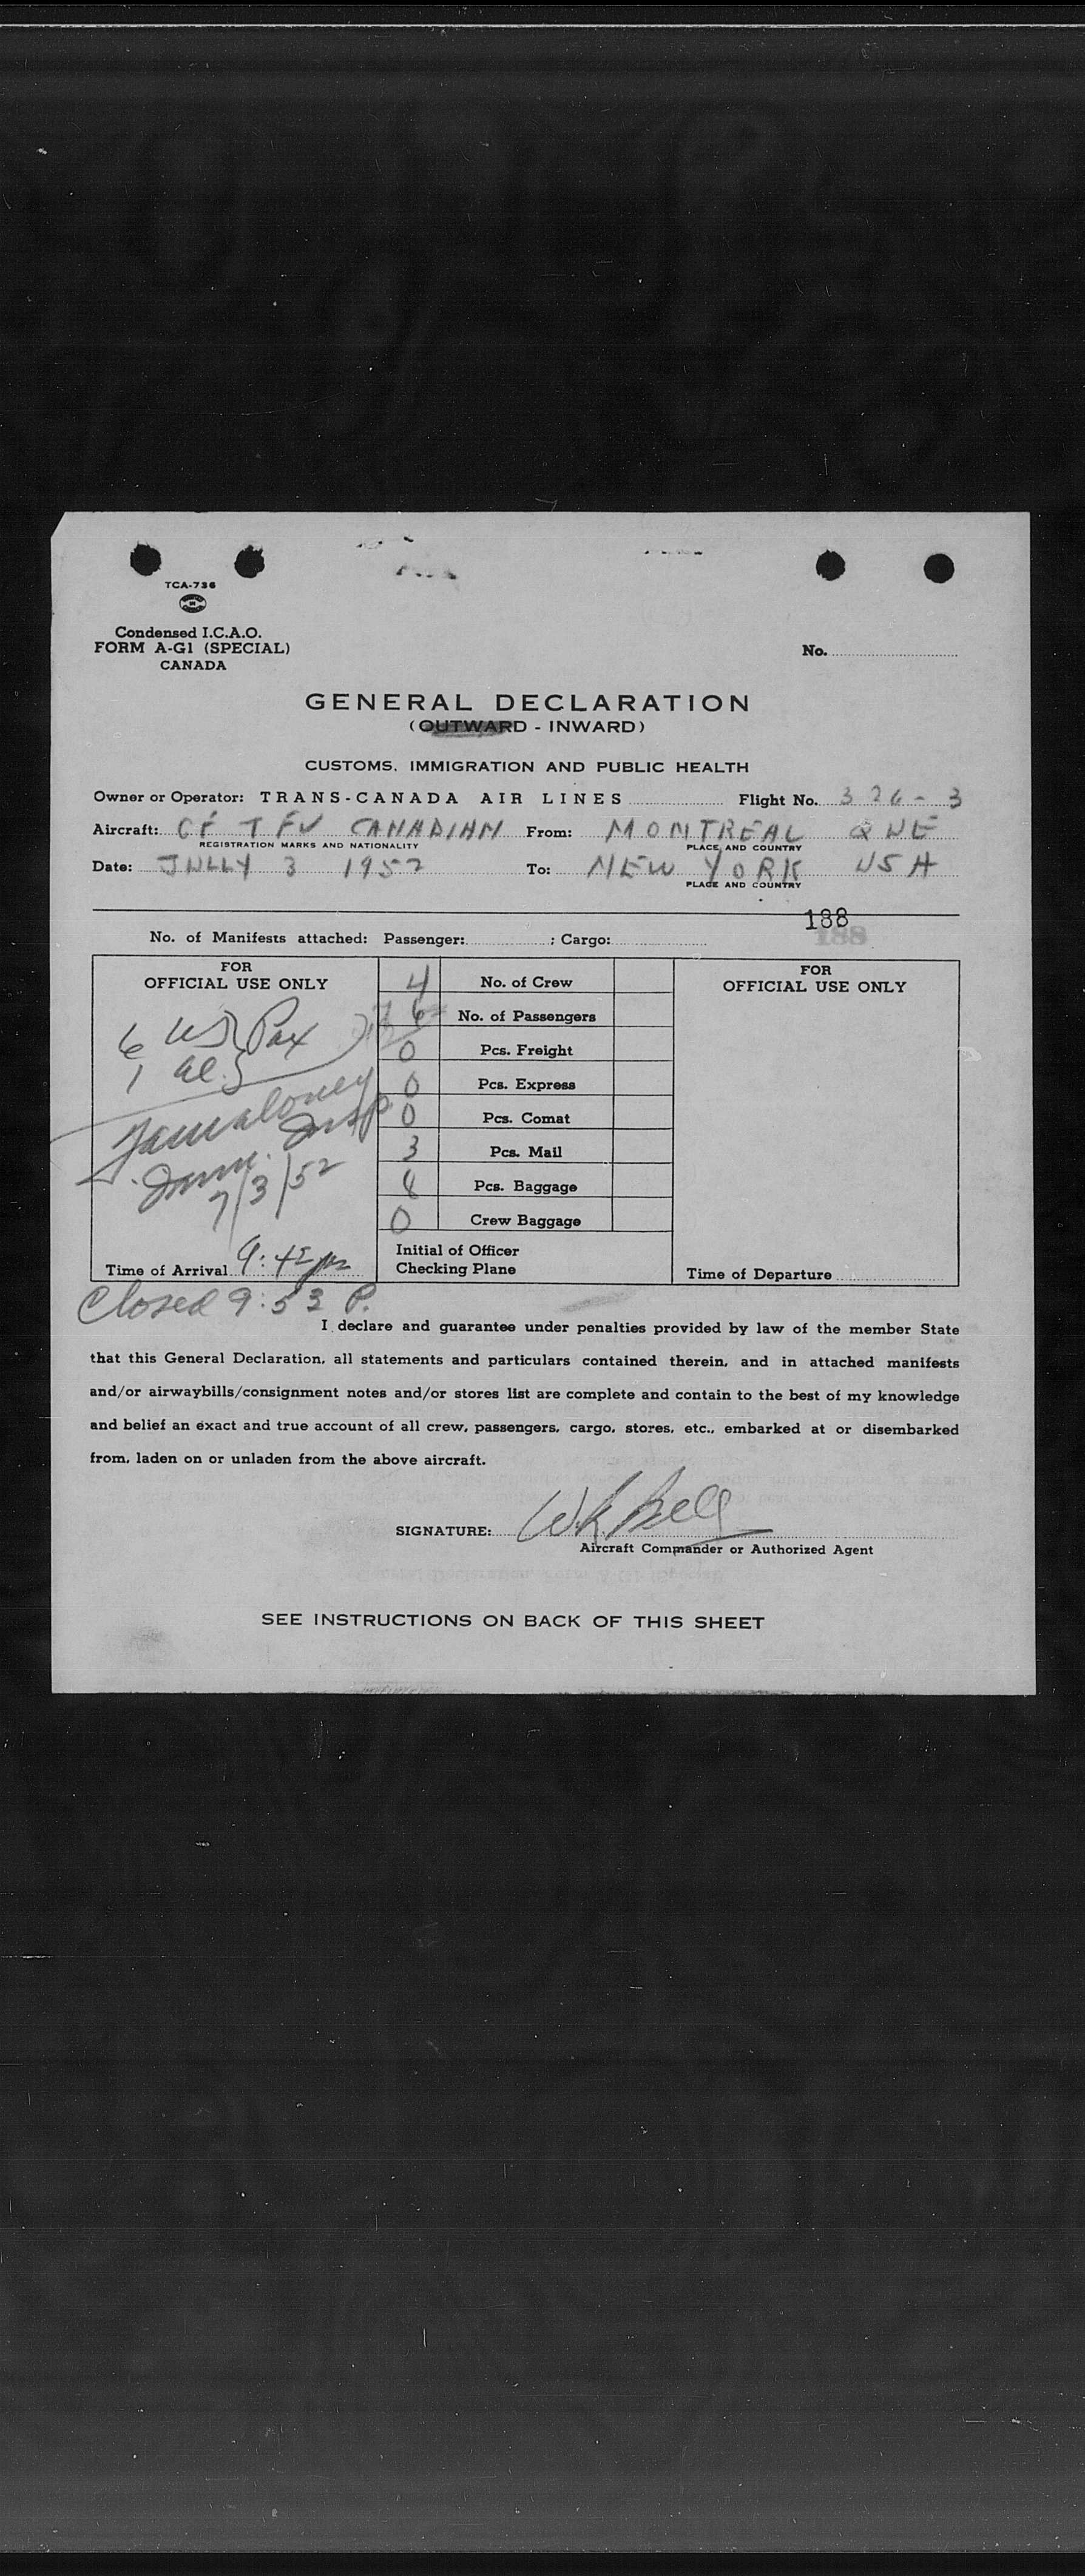 TCA-736
Condensed I.C.A.O.
FORM A-G1 (SPECIAL)
CANADA
No.
GENERAL DECLARATION
(OUTWARD - INWARD)
CUSTOMS, IMMIGRATION AND PUBLIC HEALTH
Owner or Operator: TRANS-CANADA AIR LINES Flight No. 326-3
Aircraft: CF TFV CANADIAN From: MONTREAL QUE
REGISTRATION MARKS AND NATIONALITY PLACE AND COUNTRY
Date: JULLY 3 1952 To: NEW YORK USA
PLACE AND COUNTRY
188
No. of Manifests attached: Passenger: ; Cargo:
FOR
OFFICIAL USE ONLY
6 US Pax
1 al.
Imm. Insp
7/3/52
Time of Arrival 9:45 pm
Closed 9:53 P.
4 No. of Crew
6 No. of Passengers
0 Pcs. Freight
0 Pcs. Express
0 Pcs. Comat
3 Pcs. Mail
8 Pcs. Baggage
0 Crew Baggage
Initial of Officer
Checking Plane
FOR
OFFICIAL USE ONLY
Time of Departure
I declare and guarantee under penalties provided by law of the member State
that this General Declaration, all statements and particulars contained therein, and in attached manifests
and/or airwaybills/consignment notes and/or stores list are complete and contain to the best of my knowledge
and belief an exact and true account of all crew, passengers, cargo, stores, etc., embarked at or disembarked
from, laden on or unladen from the above aircraft.
SIGNATURE: W.K. Bell
Aircraft Commander or Authorized Agent
SEE INSTRUCTIONS ON BACK OF THIS SHEET